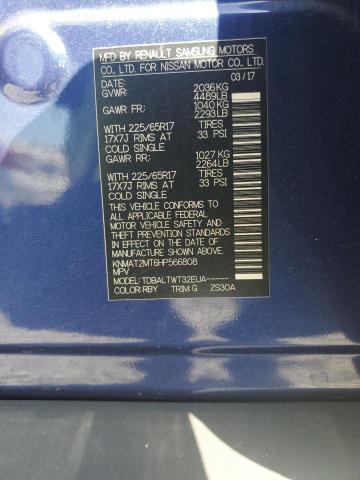 MFD BY RENAULT SAMSUNG MOTORS
CO. LTD. FOR NISSAN MOTOR CO., LTD.
DATE: 03/17
GVWR: 2036KG
4489LB
GAWR FR: 1040KG
2293LB
WITH 225/65R17 TIRES
17X7J RIMS AT 33 PSI
COLD SINGLE
GAWR RR: 1027KG
2264LB
WITH 225/65R17 TIRES
17X7J RIMS AT 33 PSI
COLD SINGLE
THIS VEHICLE CONFORMS TO
ALL APPLICABLE FEDERAL
MOTOR VEHICLE SAFETY AND
THEFT PREVENTION STANDARDS
IN EFFECT ON THE DATE OF
MANUFACTURE SHOWN ABOVE.
KNMAT2MT6HP566808
MPV
MODEL: TDBALTWT32EUA-----
COLOR:RBY TRIM:G ZS30A